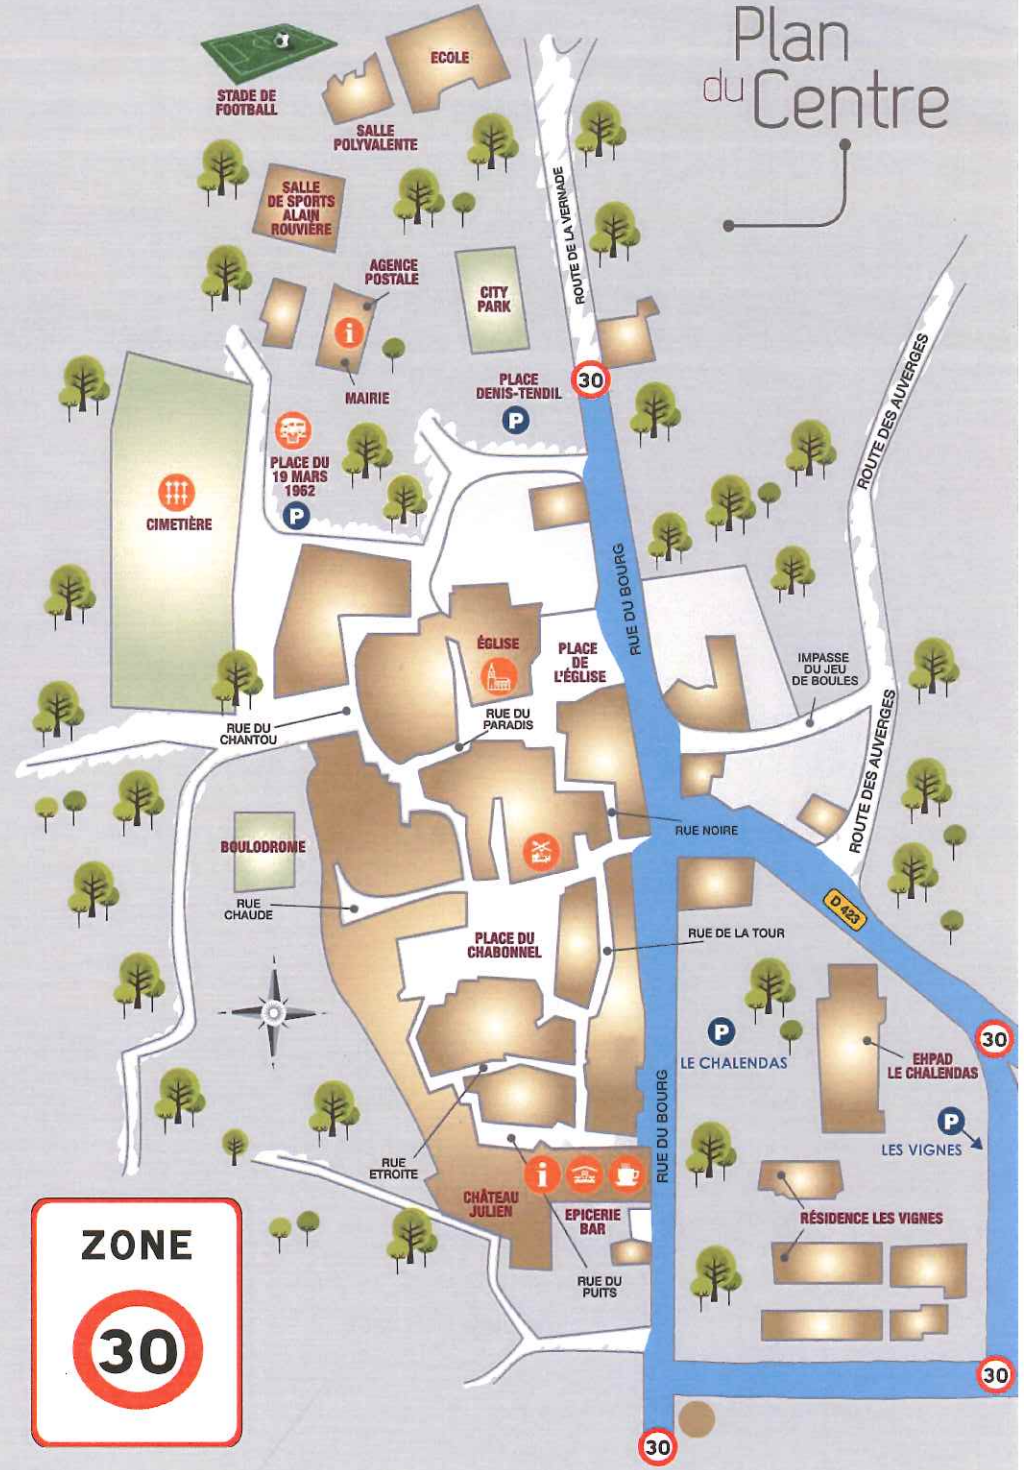 Plan
du Centre
ECOLE
STADE DE
FOOTBALL
SALLE
POLYVALENTE
SALLE
DE SPORTS
ALAIN
ROUVIÈRE
ROUTE DE LA VERNADE
AGENCE
POSTALE
CITY
PARK
i
MAIRIE
PLACE
DENIS-TENDIL
P
30
ROUTE DES AUVERGES
PLACE DU
19 MARS
1962
P
CIMETIÈRE
RUE DU BOURG
ÉGLISE
PLACE
DE
L'ÉGLISE
IMPASSE
DU JEU
DE BOULES
RUE DU
CHANTOU
RUE DU
PARADIS
ROUTE DES AUVERGES
RUE NOIRE
BOULODROME
RUE
CHAUDE
D 423
PLACE DU
CHABONNEL
RUE DE LA TOUR
P
LE CHALENDAS
30
EHPAD
LE CHALENDAS
RUE DU BOURG
P
LES VIGNES
RUE
ETROITE
i
CHÂTEAU
JULIEN
EPICERIE
BAR
RÉSIDENCE LES VIGNES
RUE DU
PUITS
ZONE
30
30
30